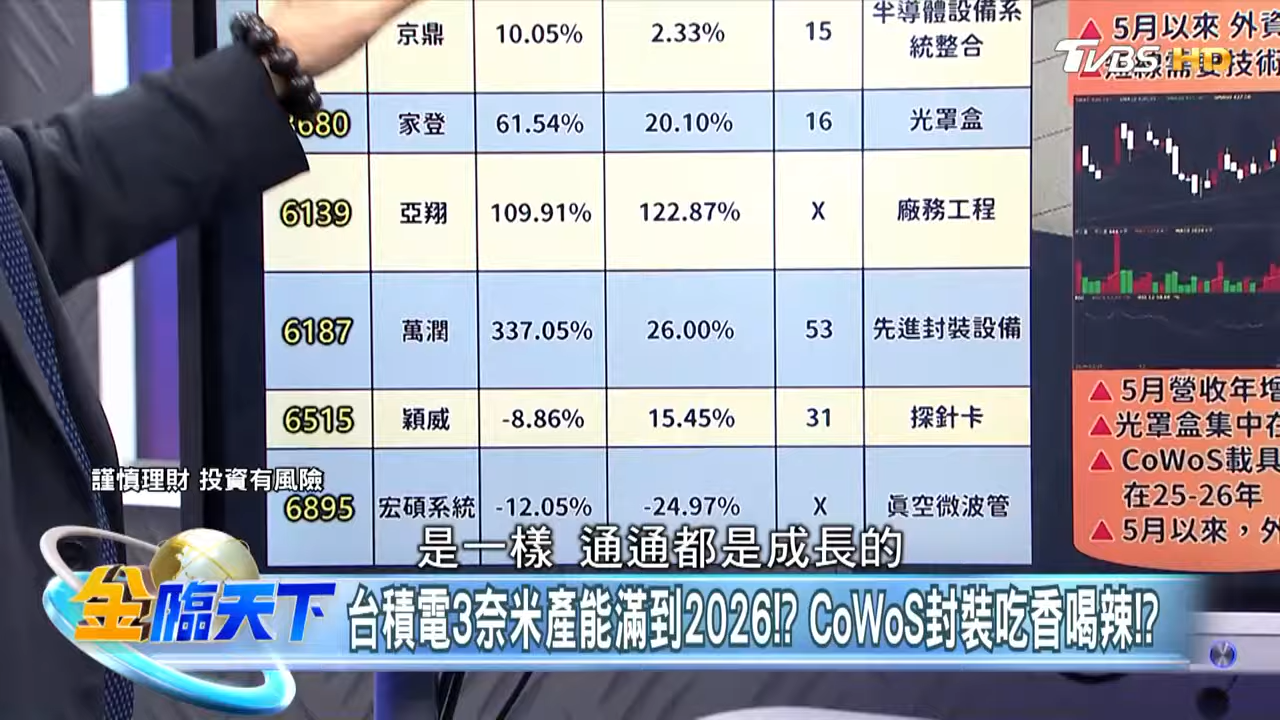 京鼎 10.05% 2.33% 15 半導體設備系
統整合
3680 家登 61.54% 20.10% 16 光罩盒
6139 亞翔 109.91% 122.87% X 廠務工程
6187 萬潤 337.05% 26.00% 53 先進封裝設備
6515 穎威 -8.86% 15.45% 31 探針卡
6895 宏碩系統 -12.05% -24.97% X 真空微波管
▲ 5月以來 外資
TVBS HD
短線需要技術
▲ 5月營收年增
▲ 光罩盒集中在
▲ CoWoS載具
在25-26年
▲ 5月以來，外
謹慎理財 投資有風險
是一樣 通通都是成長的
金臨天下
台積電3奈米產能滿到2026!? CoWoS封裝吃香喝辣!?